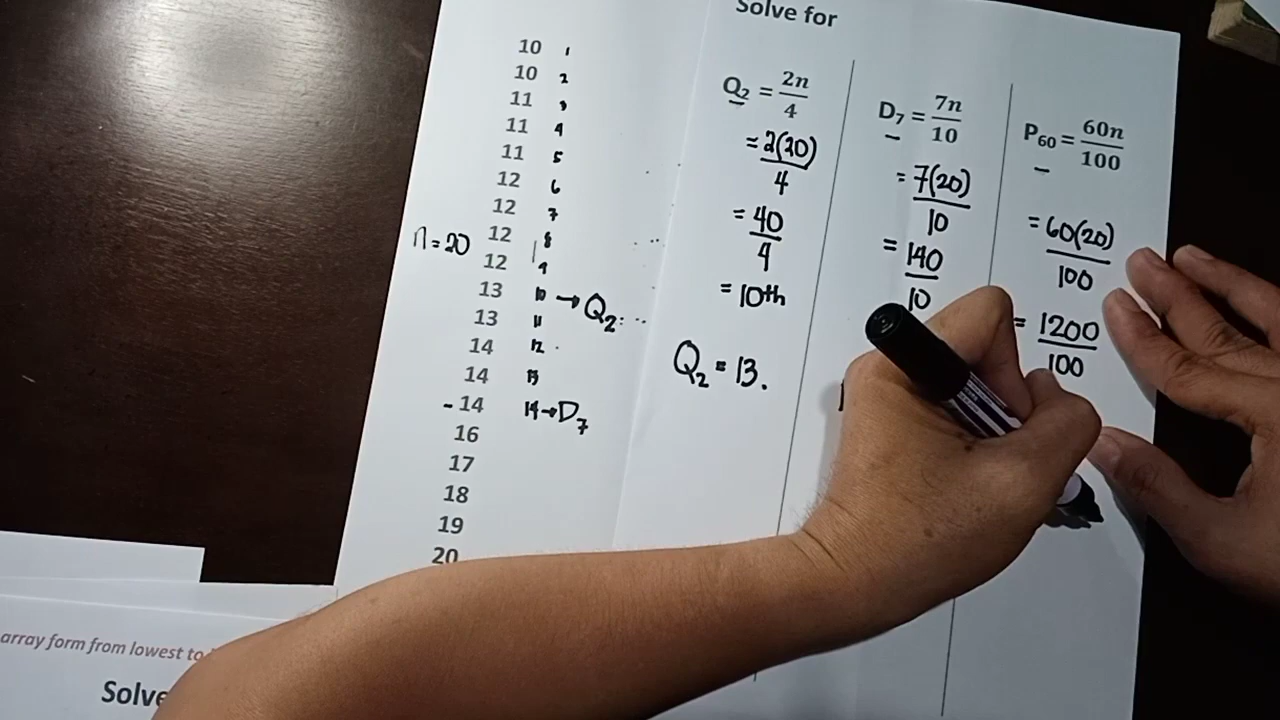 Solve for
10 1
10 2
11 3
11 4
11 5
12 6
12 7
n=20 12 8
12 9
13 10 → Q2:
13 11
14 12
14 13
- 14 14→D7
16
17
18
19
20
Q2 = 2n/4
= 2(20)/4
= 40/4
= 10th
Q2 = 13.
D7 = 7n/10
= 7(20)/10
= 140/10
P60 = 60n/100
= 60(20)/100
= 1200/100
array form from lowest to